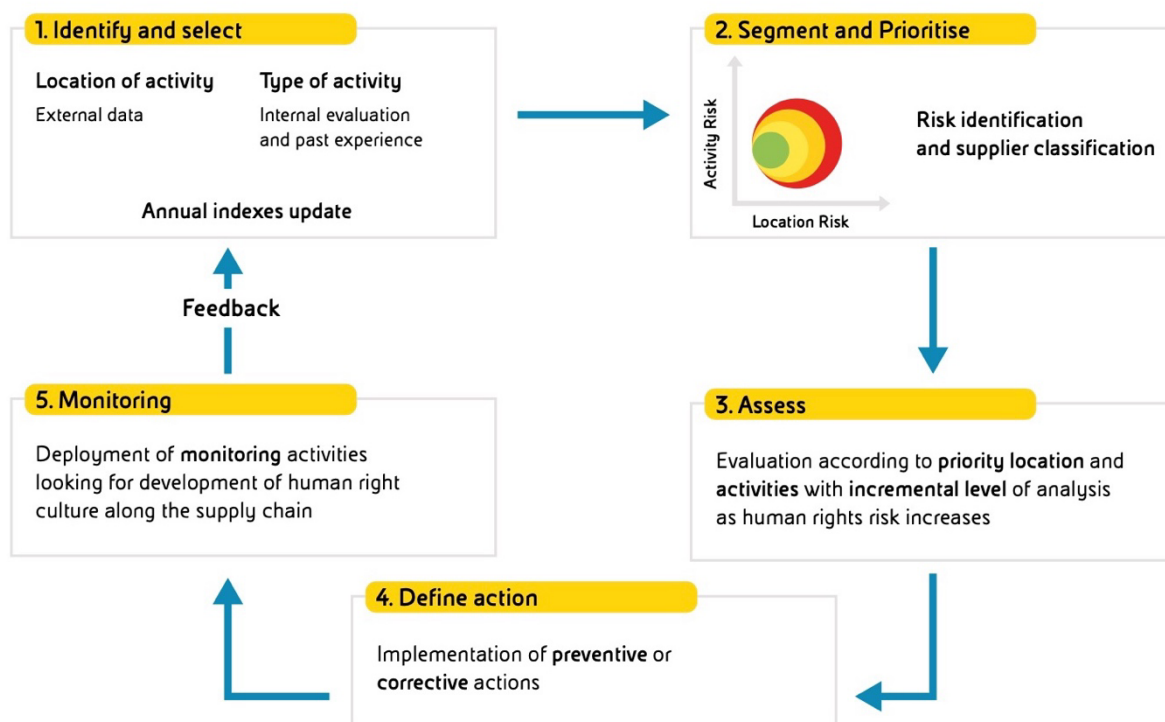 1. Identify and select
Location of activity
External data
Type of activity
Internal evaluation
and past experience
Annual indexes update
2. Segment and Prioritise
Activity Risk
Location Risk
Risk identification
and supplier classification
3. Assess
Evaluation according to priority location and
activities with incremental level of analysis
as human rights risk increases
4. Define action
Implementation of preventive or
corrective actions
5. Monitoring
Deployment of monitoring activities
looking for development of human right
culture along the supply chain
Feedback